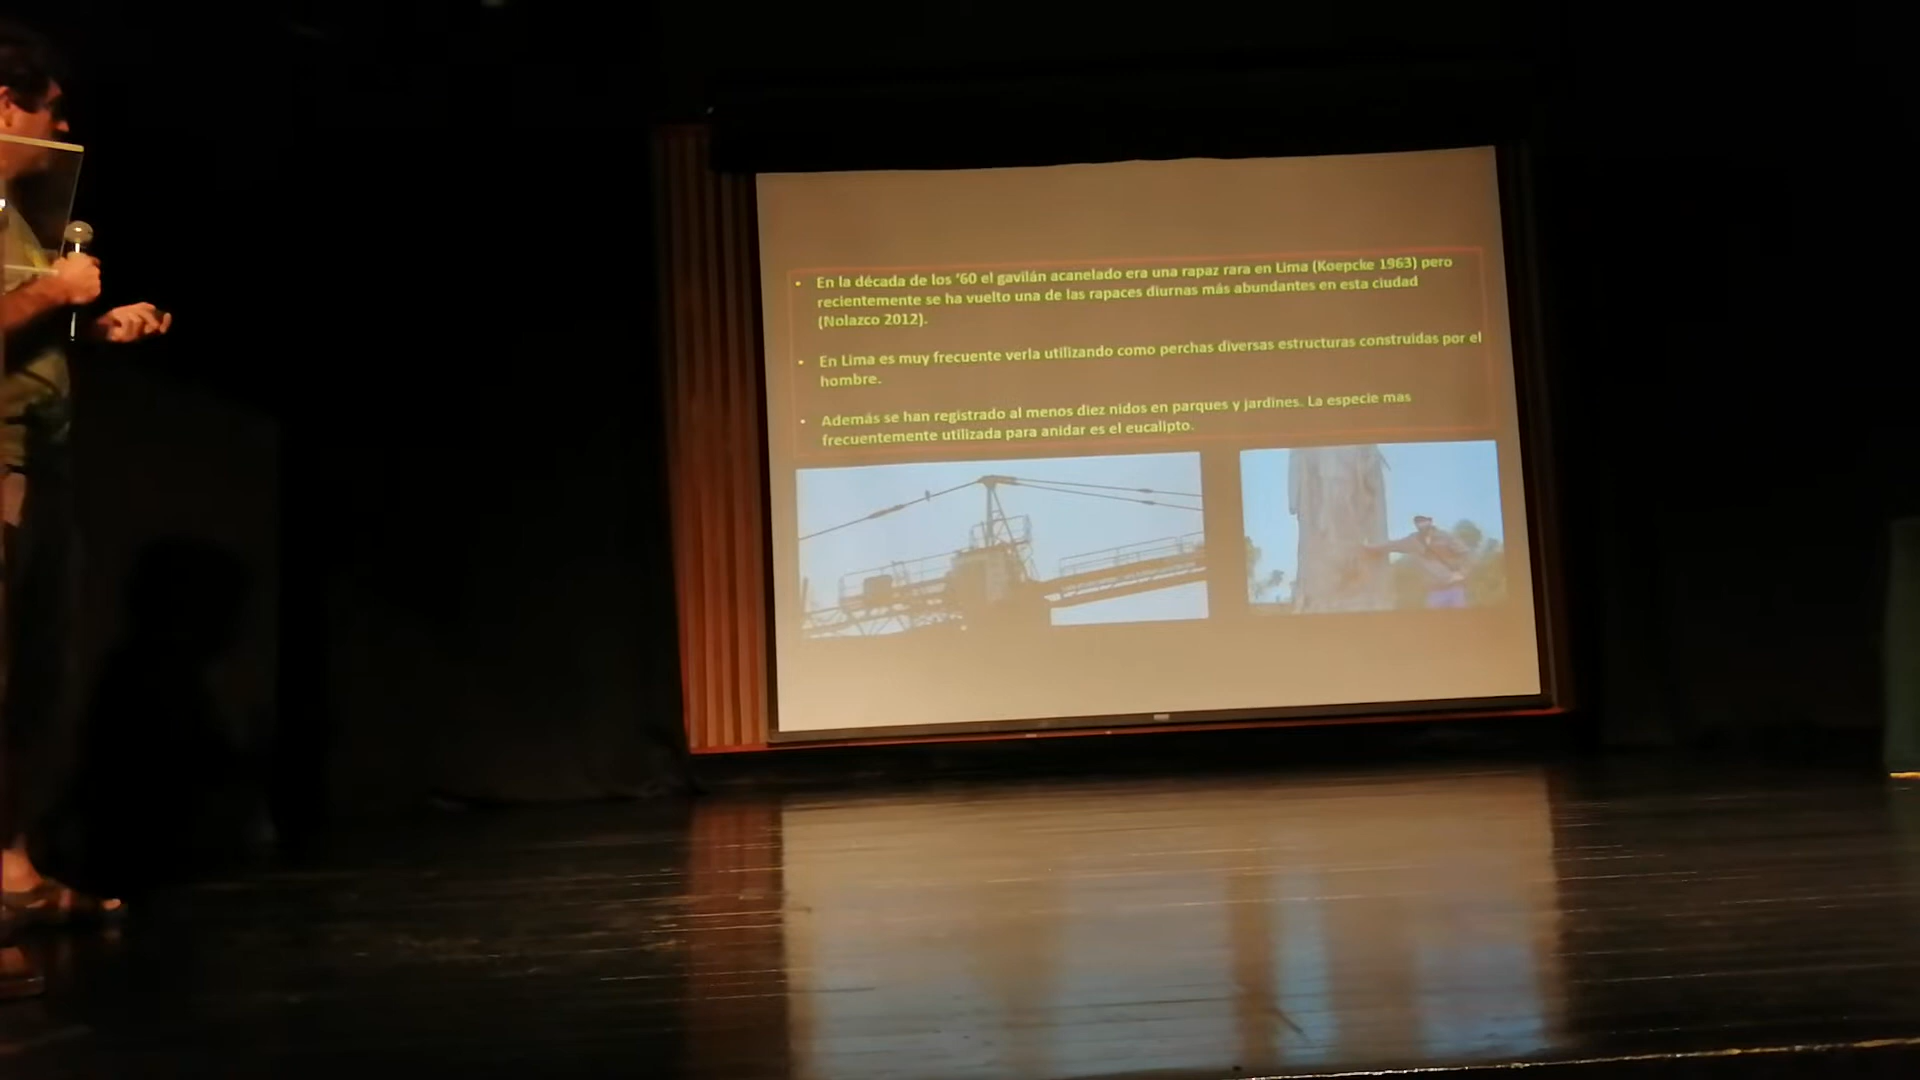 En la década de los '60 el gavilán acanelado era una rapaz rara en Lima (Koepcke 1963) pero
recientemente se ha vuelto una de las rapaces diurnas más abundantes en esta ciudad
(Nolazco 2012).
En Lima es muy frecuente verla utilizando como perchas diversas estructuras construidas por el
hombre.
Además se han registrado al menos diez nidos en parques y jardines. La especie mas
frecuentemente utilizada para anidar es el eucalipto.